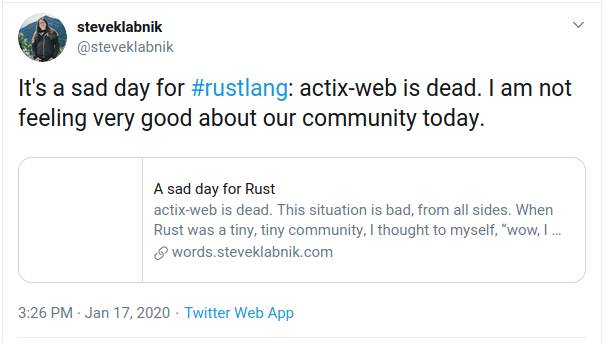 steveklabnik
@steveklabnik
It's a sad day for #rustlang: actix-web is dead. I am not
feeling very good about our community today.
A sad day for Rust
actix-web is dead. This situation is bad, from all sides. When
Rust was a tiny, tiny community, I thought to myself, “wow, I ...
words.steveklabnik.com
3:26 PM · Jan 17, 2020 · Twitter Web App